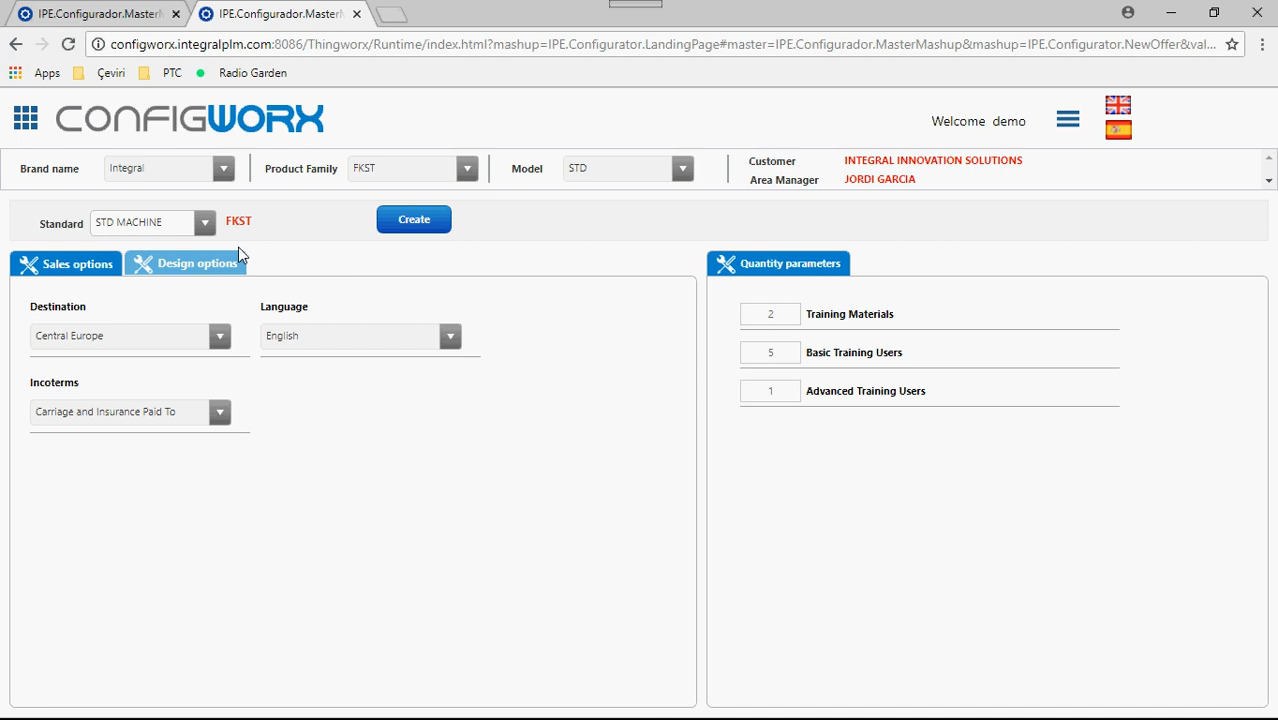 IPE.Configurador.Master IPE.Configurador.Master
configworx.integralplm.com:8086/Thingworx/Runtime/index.html?mashup=IPE.Configurator.LandingPage#master=IPE.Configurador.MasterMashup&mashup=IPE.Configurator.NewOffer&val...
Apps Çeviri PTC Radio Garden
CONFIGWORX Welcome demo
Brand name Integral Product Family FKST Model STD Customer INTEGRAL INNOVATION SOLUTIONS
Area Manager JORDI GARCIA
Standard STD MACHINE FKST Create
Sales options Design options Quantity parameters
Destination Language
Central Europe English
Incoterms
Carriage and Insurance Paid To
2 Training Materials
5 Basic Training Users
1 Advanced Training Users